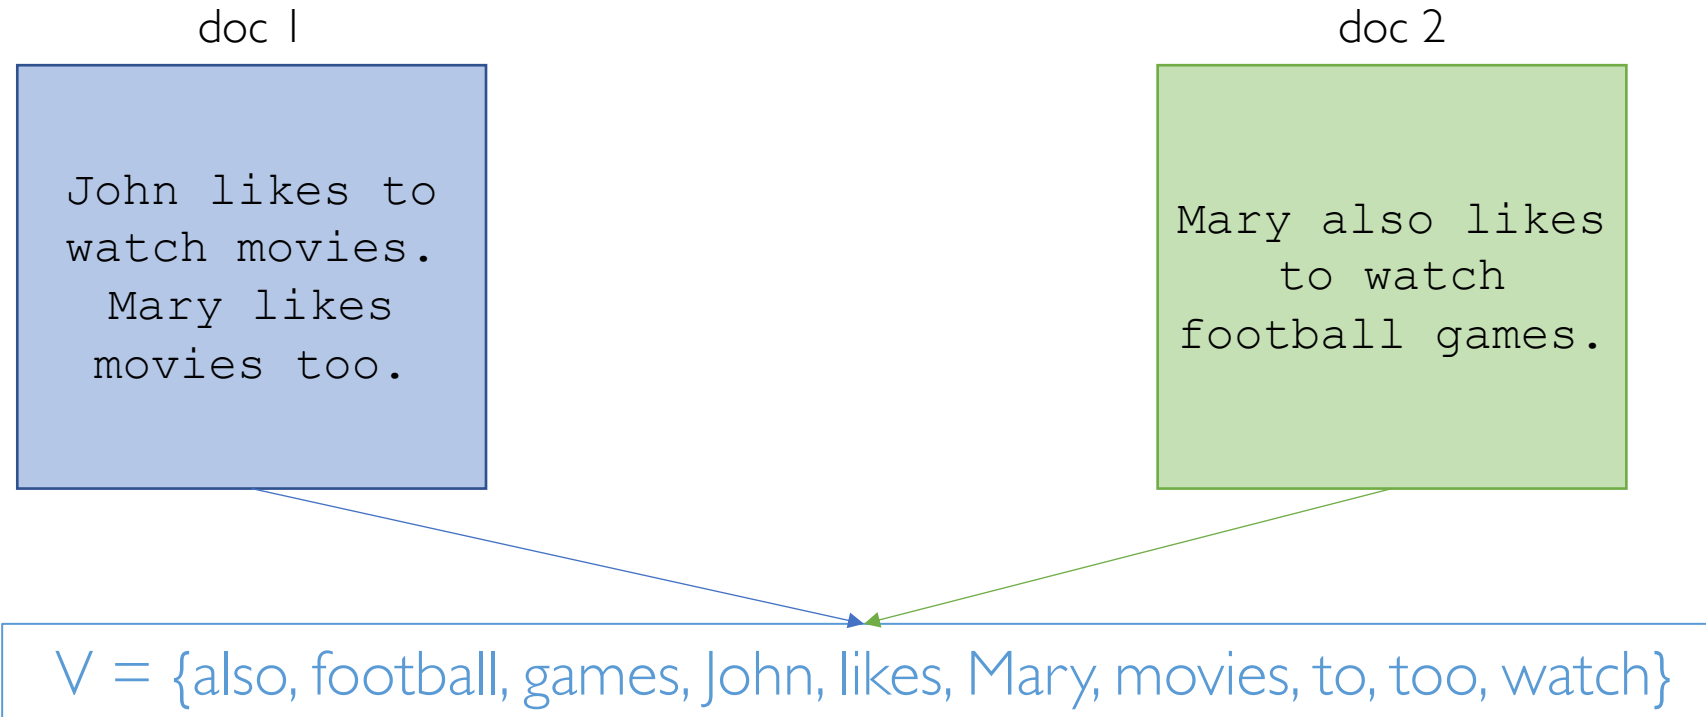 doc 1
John likes to
watch movies.
Mary likes
movies too.
doc 2
Mary also likes
to watch
football games.
V = {also, football, games, John, likes, Mary, movies, to, too, watch}